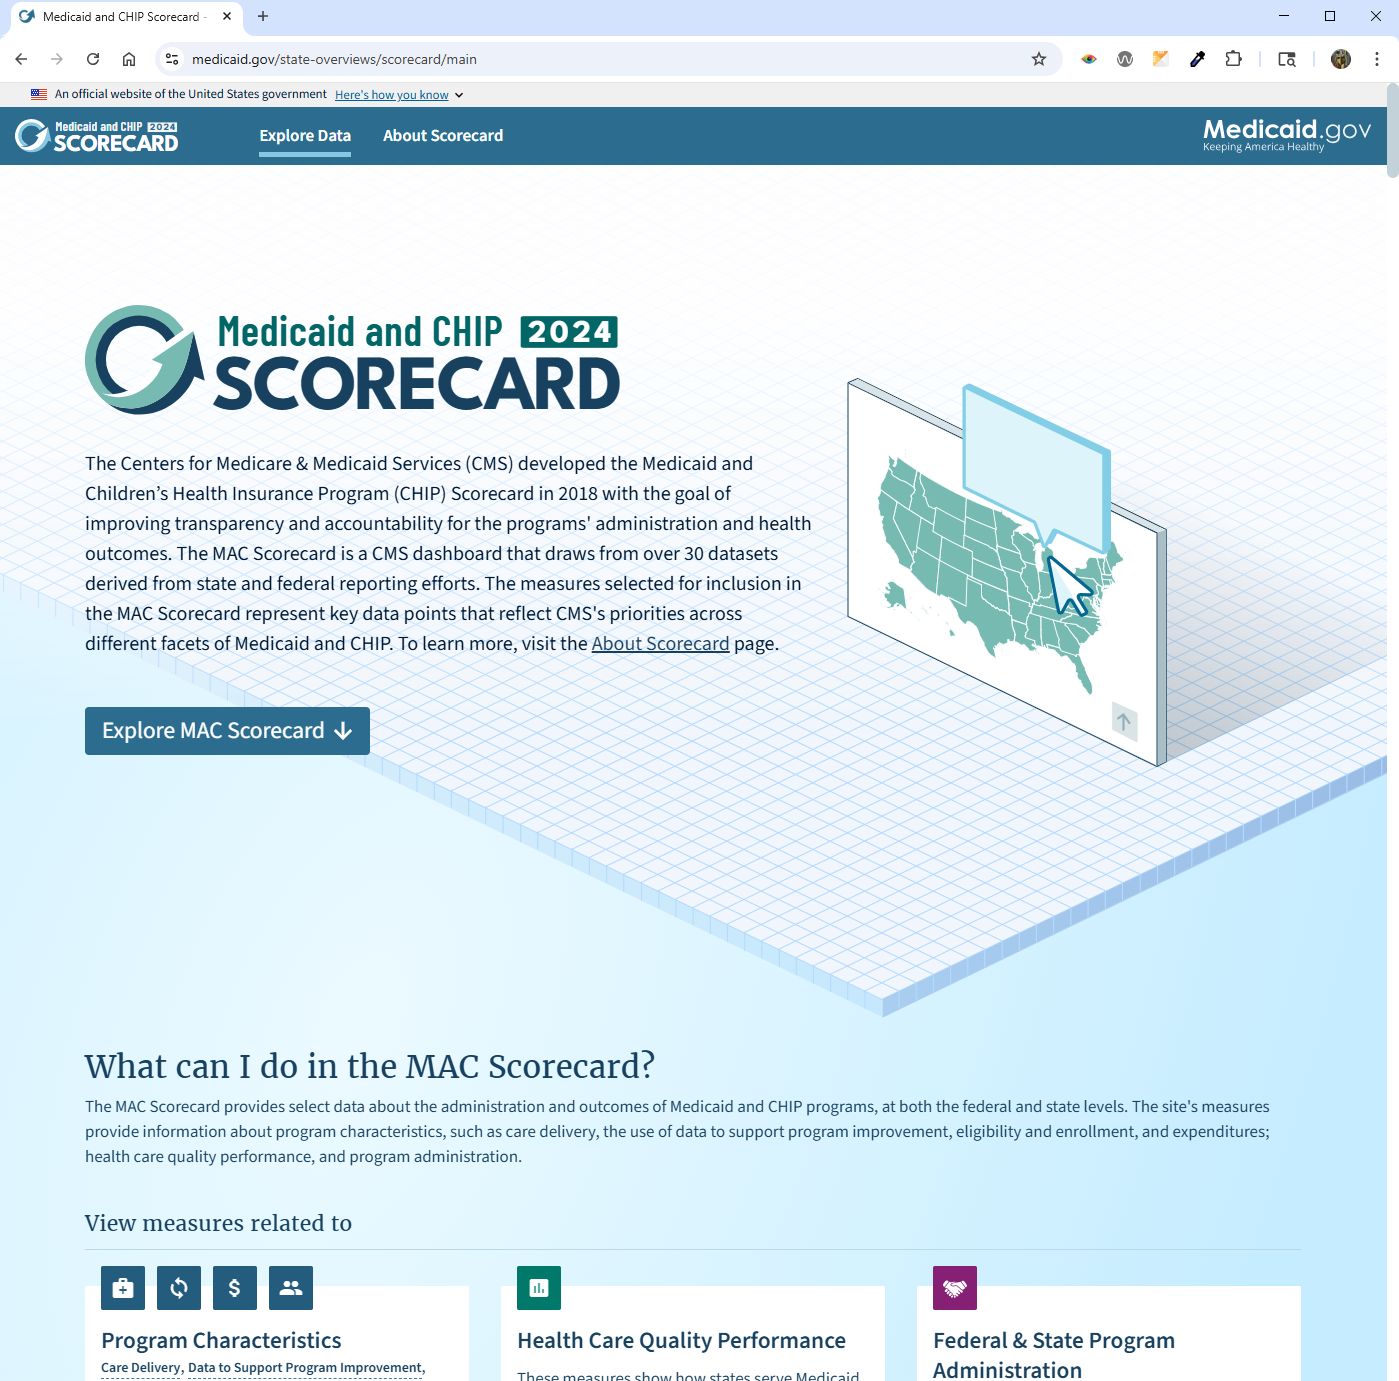 Medicaid and CHIP Scorecard -
medicaid.gov/state-overviews/scorecard/main
An official website of the United States government Here's how you know
Medicaid and CHIP 2024
SCORECARD
Explore Data
About Scorecard
Medicaid.gov
Keeping America Healthy
Medicaid and CHIP 2024
SCORECARD
The Centers for Medicare & Medicaid Services (CMS) developed the Medicaid and
Children’s Health Insurance Program (CHIP) Scorecard in 2018 with the goal of
improving transparency and accountability for the programs' administration and health
outcomes. The MAC Scorecard is a CMS dashboard that draws from over 30 datasets
derived from state and federal reporting efforts. The measures selected for inclusion in
the MAC Scorecard represent key data points that reflect CMS's priorities across
different facets of Medicaid and CHIP. To learn more, visit the About Scorecard page.
Explore MAC Scorecard
What can I do in the MAC Scorecard?
The MAC Scorecard provides select data about the administration and outcomes of Medicaid and CHIP programs, at both the federal and state levels. The site's measures
provide information about program characteristics, such as care delivery, the use of data to support program improvement, eligibility and enrollment, and expenditures;
health care quality performance, and program administration.
View measures related to
Program Characteristics
Care Delivery, Data to Support Program Improvement,
Health Care Quality Performance
These measures show how states serve Medicaid
Federal & State Program
Administration